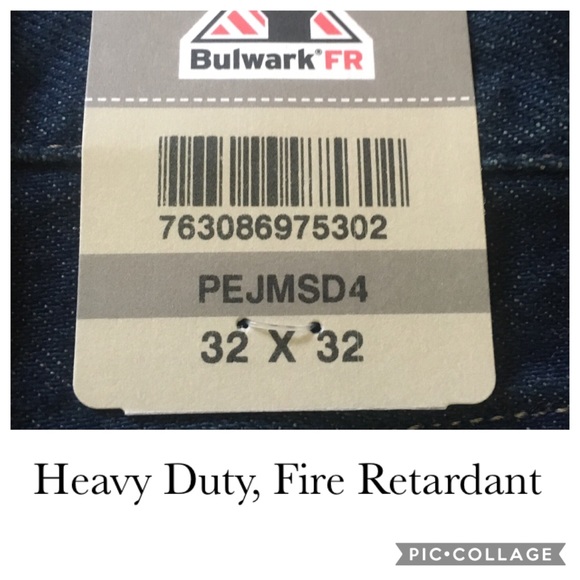 Bulwark® FR
763086975302
PEJMSD4
32 X 32
Heavy Duty, Fire Retardant
PIC•COLLAGE